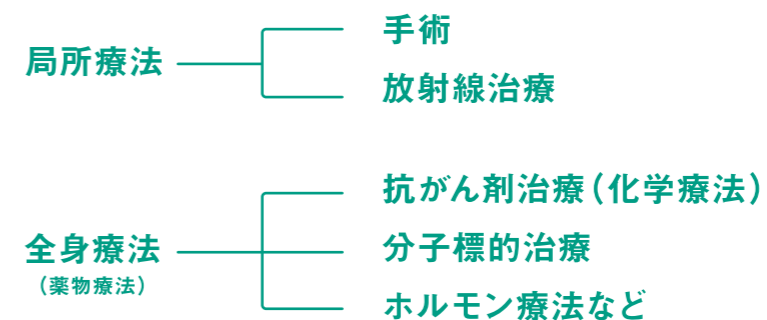 局所療法
手術
放射線治療
全身療法
(薬物療法)
抗がん剤治療(化学療法)
分子標的治療
ホルモン療法など